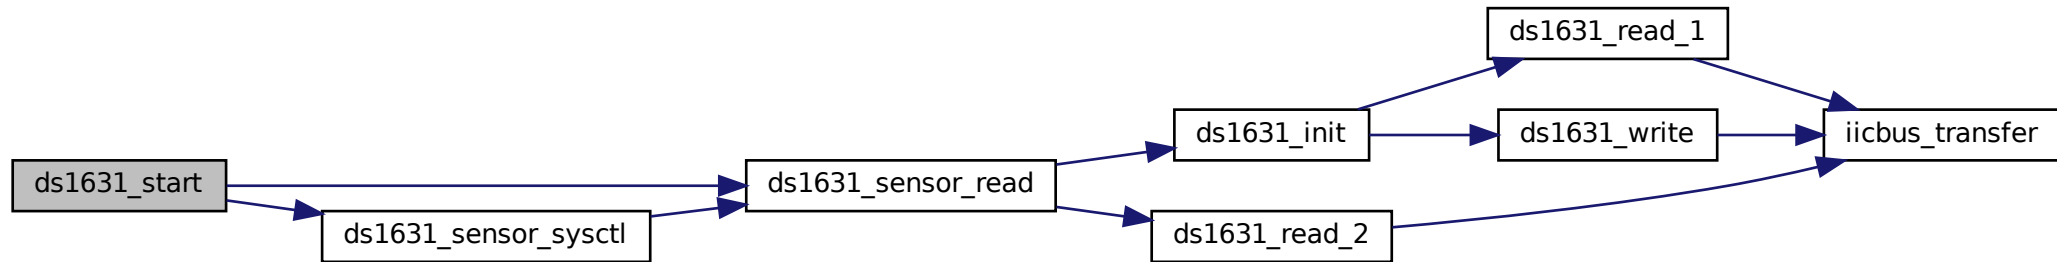 ds1631_start
ds1631_sensor_sysctl
ds1631_sensor_read
ds1631_init
ds1631_read_2
ds1631_read_1
ds1631_write
iicbus_transfer